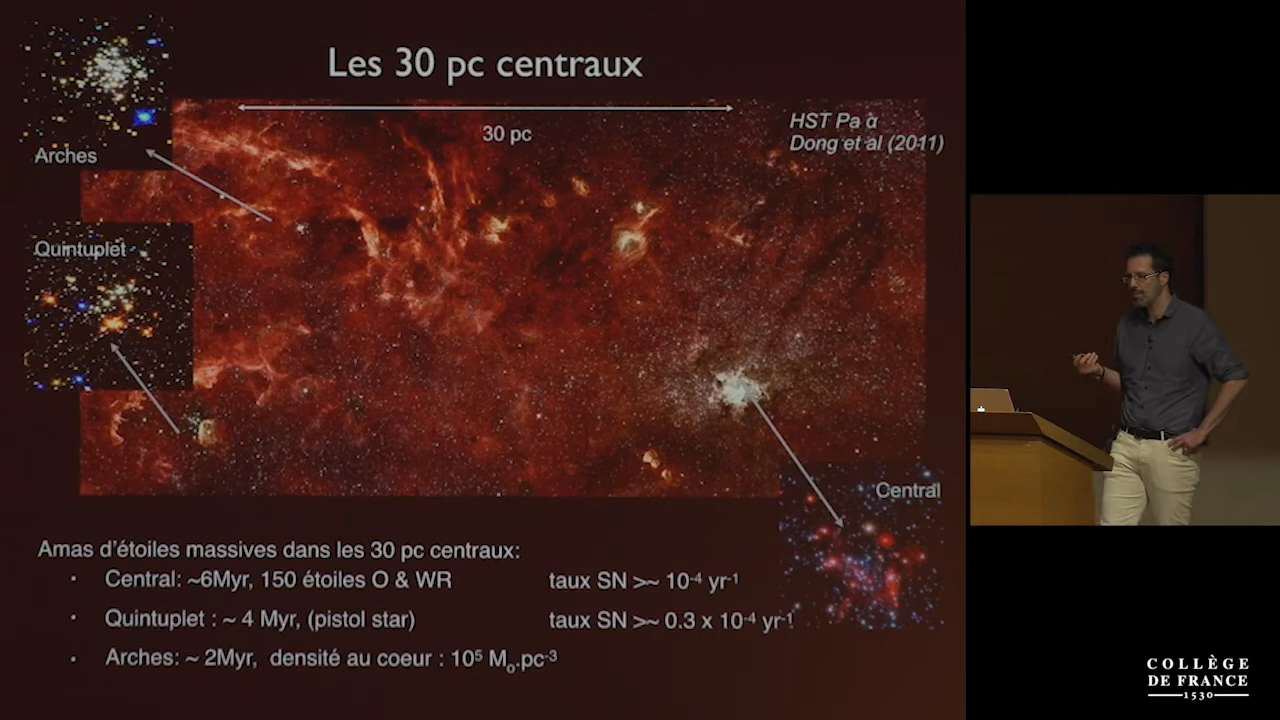 Les 30 pc centraux
30 pc
HST Pa α
Dong et al (2011)
Arches
Quintuplet
Central
Amas d'étoiles massives dans les 30 pc centraux:
· Central: ~6Myr, 150 étoiles O & WR taux SN >~ 10⁻⁴ yr⁻¹
· Quintuplet : ~ 4 Myr, (pistol star) taux SN >~ 0.3 x 10⁻⁴ yr⁻¹
· Arches: ~ 2Myr, densité au coeur : 10⁵ Mₒ.pc⁻³
COLLÈGE
DE FRANCE
1530